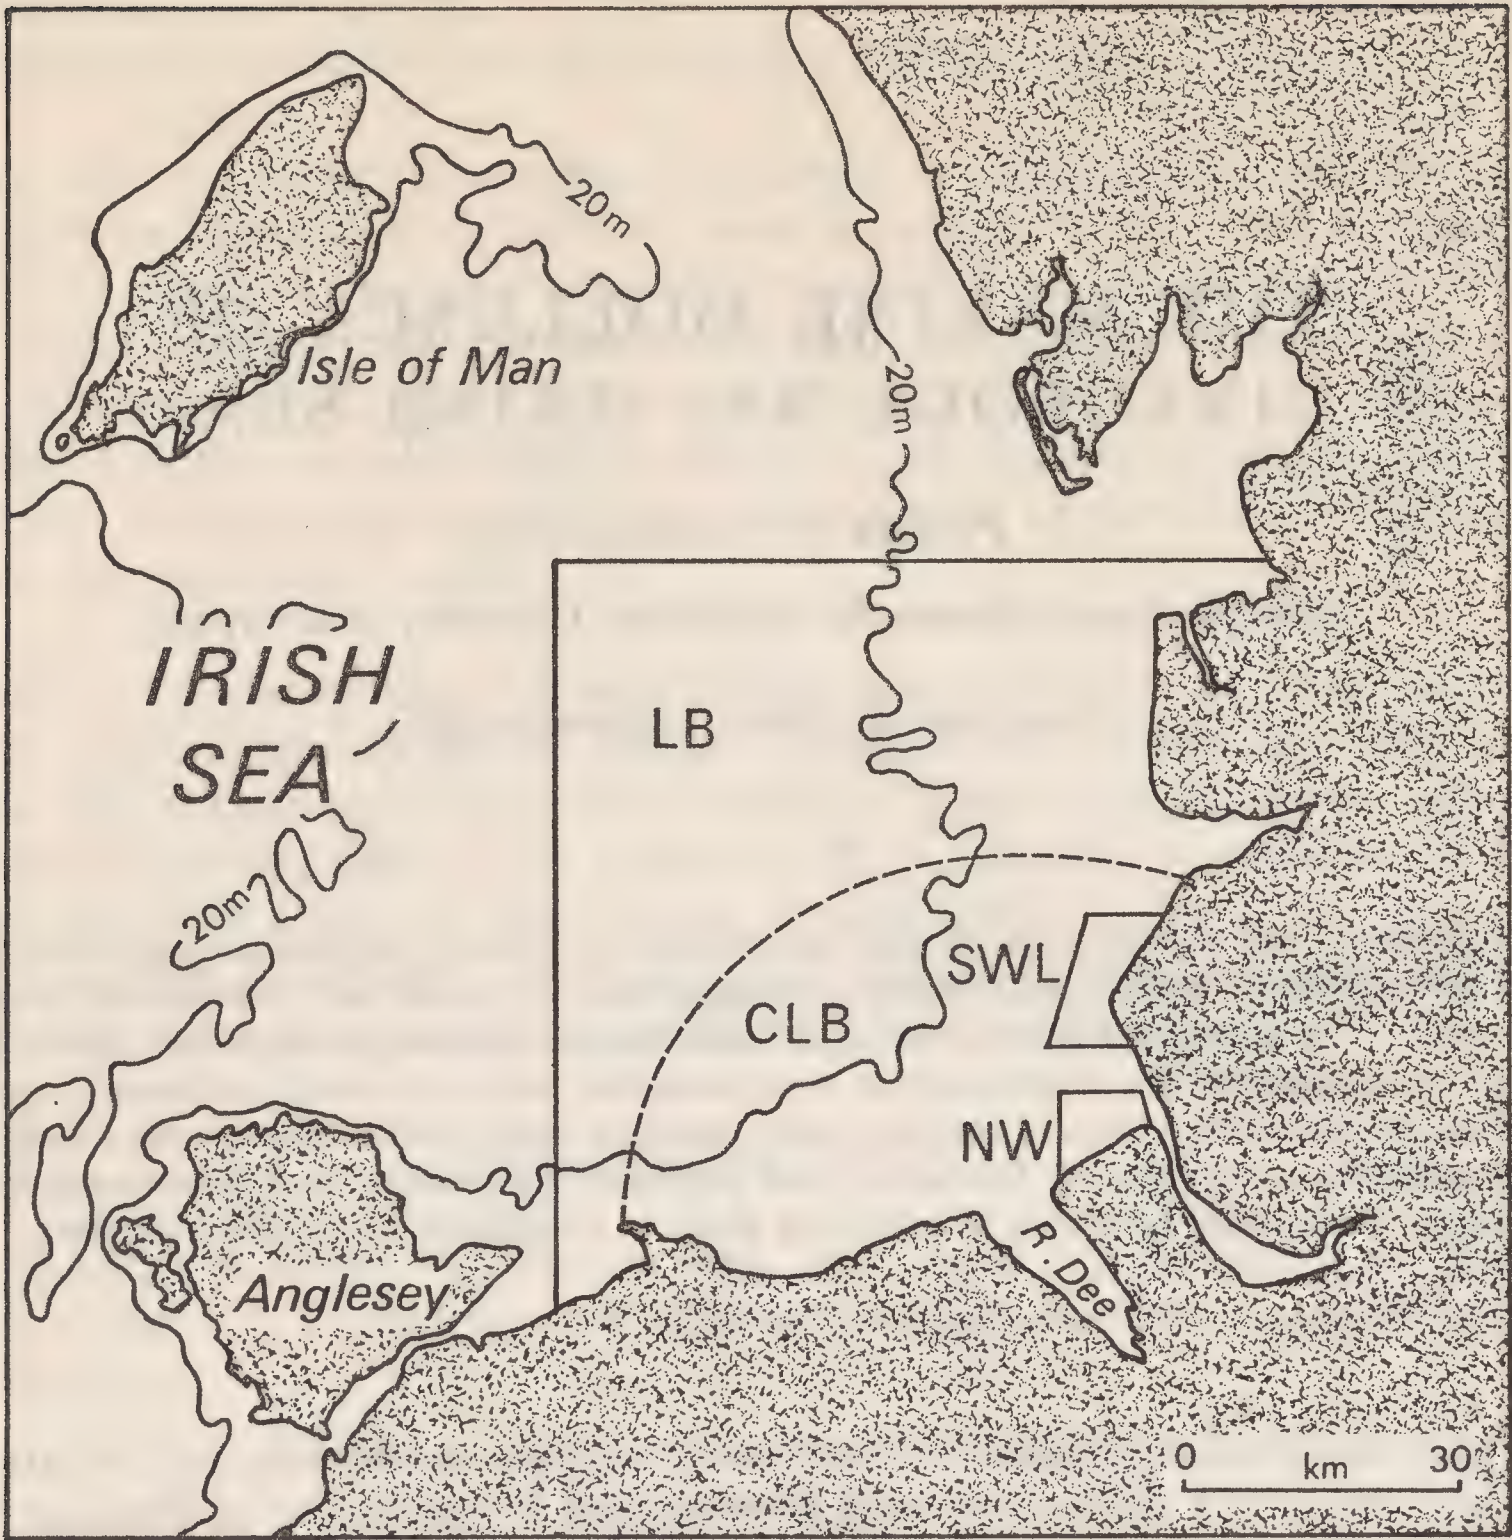 20m
Isle of Man
20m
IRISH
SEA
LB
20m
SWL
CLB
NW
R. Dee
Anglesey
0 km 30